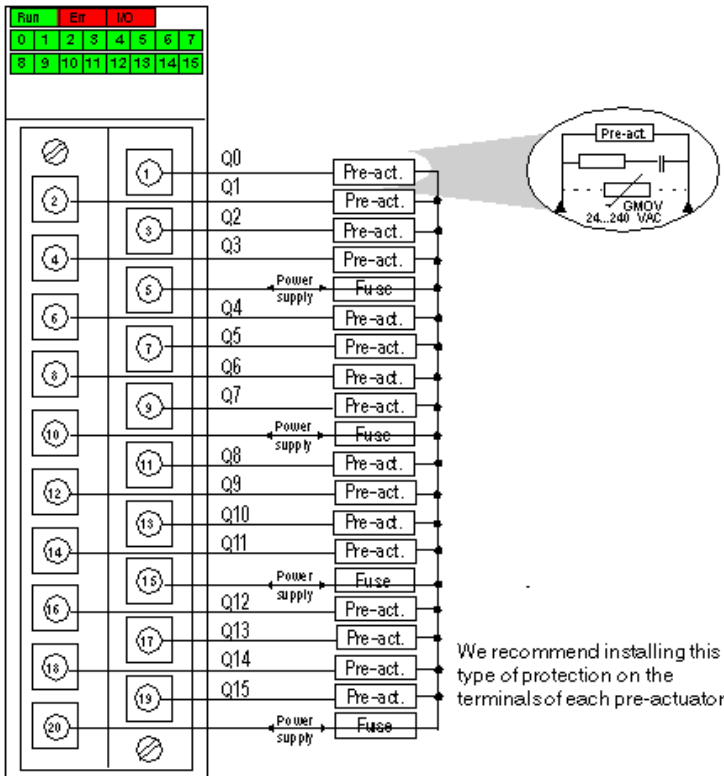 Run Err I/O
0 1 2 3 4 5 6 7
8 9 10 11 12 13 14 15
1 Q0 Pre-act.
2 Q1 Pre-act.
3 Q2 Pre-act.
4 Q3 Pre-act.
5 Power supply Fuse
6 Q4 Pre-act.
7 Q5 Pre-act.
8 Q6 Pre-act.
9 Q7 Pre-act.
10 Power supply Fuse
11 Q8 Pre-act.
12 Q9 Pre-act.
13 Q10 Pre-act.
14 Q11 Pre-act.
15 Power supply Fuse
16 Q12 Pre-act.
17 Q13 Pre-act.
18 Q14 Pre-act.
19 Q15 Pre-act.
20 Power supply Fuse
Pre-act.
GMOV
24...240 VAC
We recommend installing this
type of protection on the
terminals of each pre-actuator